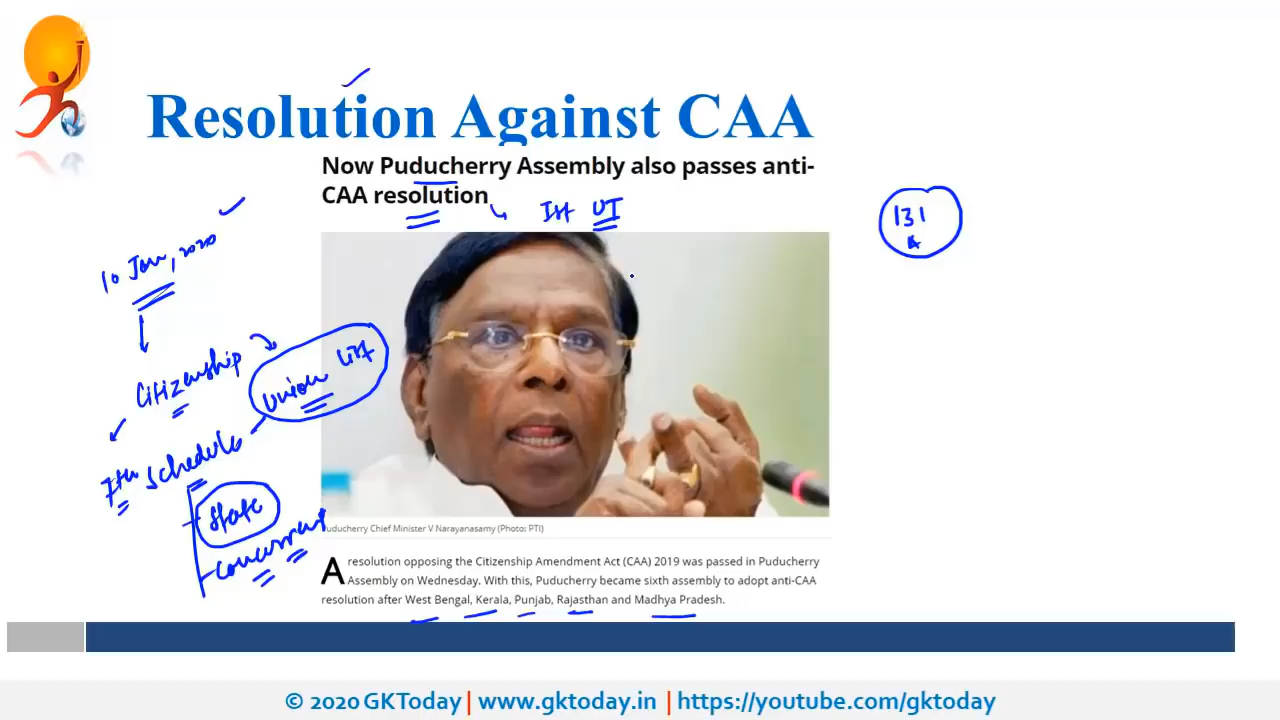 Resolution Against CAA
Now Puducherry Assembly also passes anti-
CAA resolution
Ist UT
131
10 Jan, 2020
Citizenship
Union List
7th Schedule
State
Concurrent
Puducherry Chief Minister V Narayanasamy (Photo: PTI)
A resolution opposing the Citizenship Amendment Act (CAA) 2019 was passed in Puducherry
Assembly on Wednesday. With this, Puducherry became sixth assembly to adopt anti-CAA
resolution after West Bengal, Kerala, Punjab, Rajasthan and Madhya Pradesh.
© 2020 GKToday | www.gktoday.in | https://youtube.com/gktoday